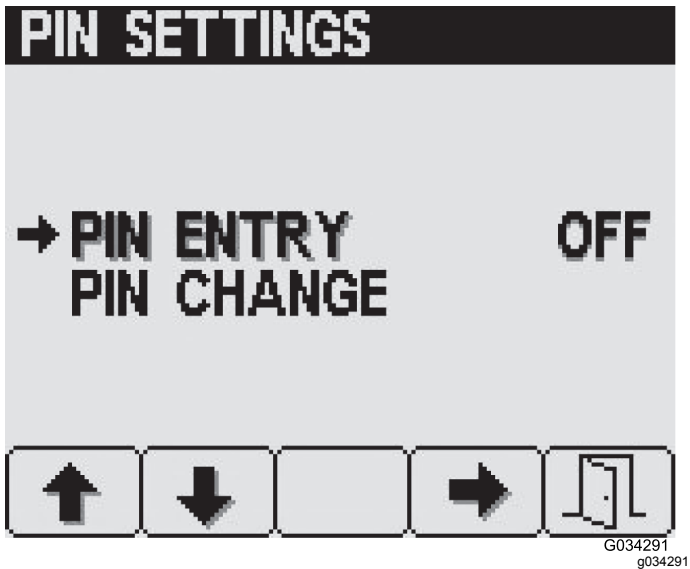 PIN SETTINGS
PIN ENTRY OFF
PIN CHANGE
G034291
g034291